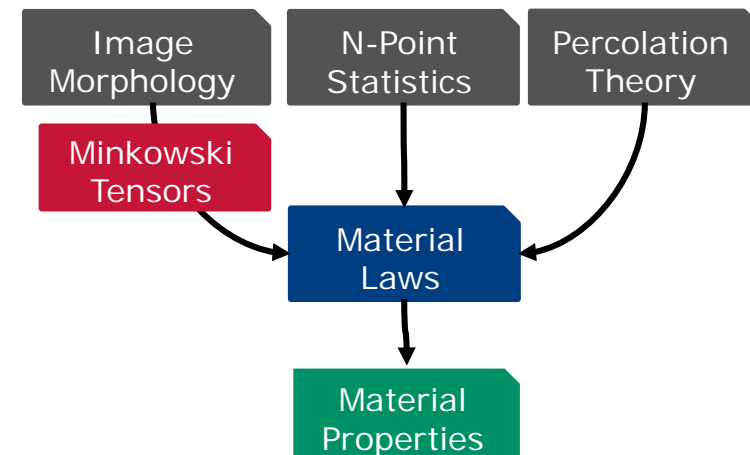 Image
Morphology
N-Point
Statistics
Percolation
Theory
Minkowski
Tensors
Material
Laws
Material
Properties